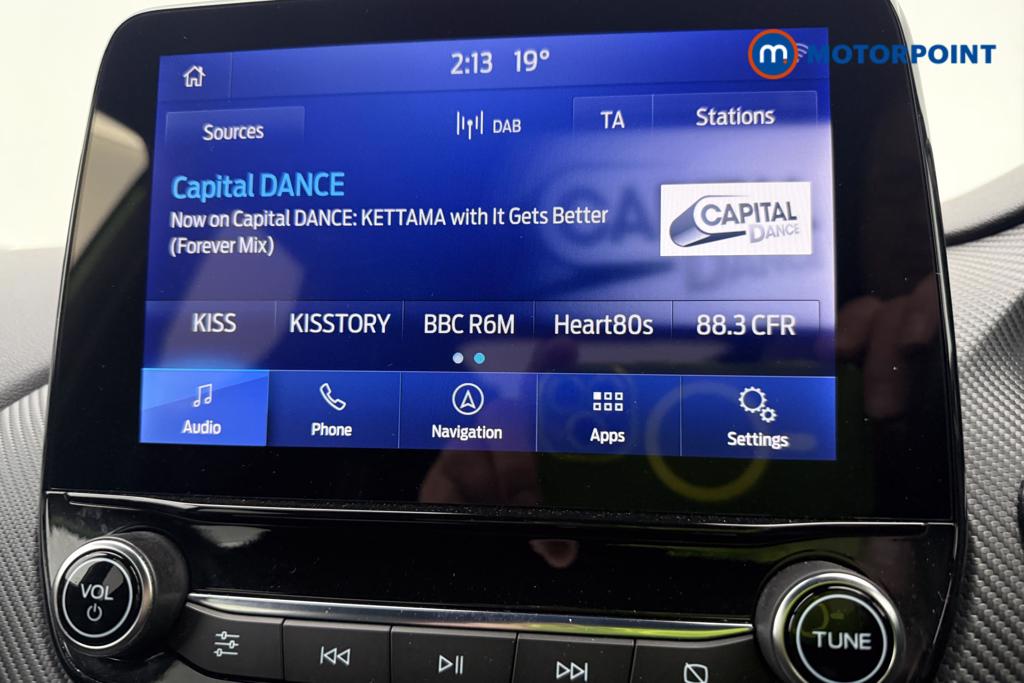 m. MOTORPOINT
2:13 19°
Sources
DAB
TA
Stations
Capital DANCE
Now on Capital DANCE: KETTAMA with It Gets Better
(Forever Mix)
CAPITAL
DANCE
KISS
KISSTORY
BBC R6M
Heart80s
88.3 CFR
Audio
Phone
Navigation
Apps
Settings
VOL
TUNE